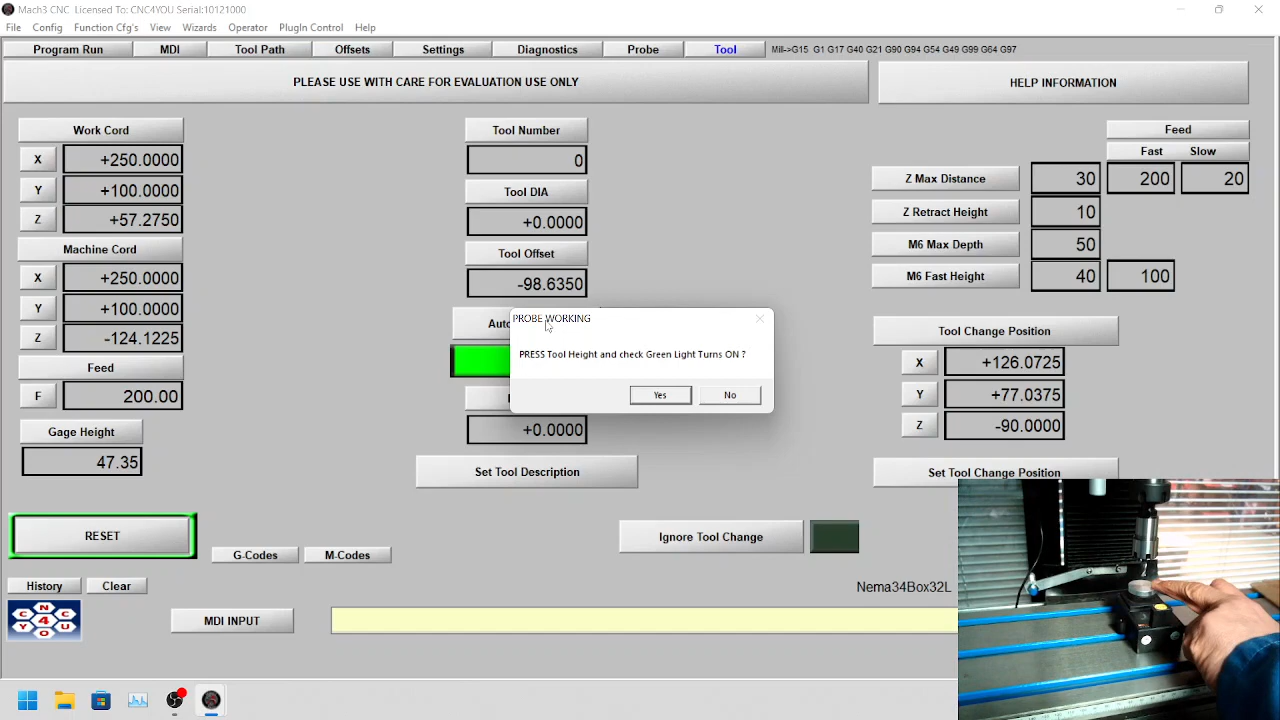 Mach3 CNC Licensed To: CNC4YOU Serial:10121000
File Config Function Cfg's View Wizards Operator PlugIn Control Help
Program Run MDI Tool Path Offsets Settings Diagnostics Probe Tool Mill->G15 G1 G17 G40 G21 G90 G94 G54 G49 G99 G64 G97
PLEASE USE WITH CARE FOR EVALUATION USE ONLY
HELP INFORMATION
Work Cord
X +250.0000
Y +100.0000
Z +57.2750
Machine Cord
X +250.0000
Y +100.0000
Z -124.1225
Feed
F 200.00
Gage Height
47.35
RESET
G-Codes M-Codes
History Clear
CNC
4
YOU
MDI INPUT
Tool Number
0
Tool DIA
+0.0000
Tool Offset
-98.6350
Auto
PROBE WORKING
PRESS Tool Height and check Green Light Turns ON ?
Yes No
+0.0000
Set Tool Description
Ignore Tool Change
Feed
Fast Slow
Z Max Distance 30 200 20
Z Retract Height 10
M6 Max Depth 50
M6 Fast Height 40 100
Tool Change Position
X +126.0725
Y +77.0375
Z -90.0000
Set Tool Change Position
Nema34Box32L